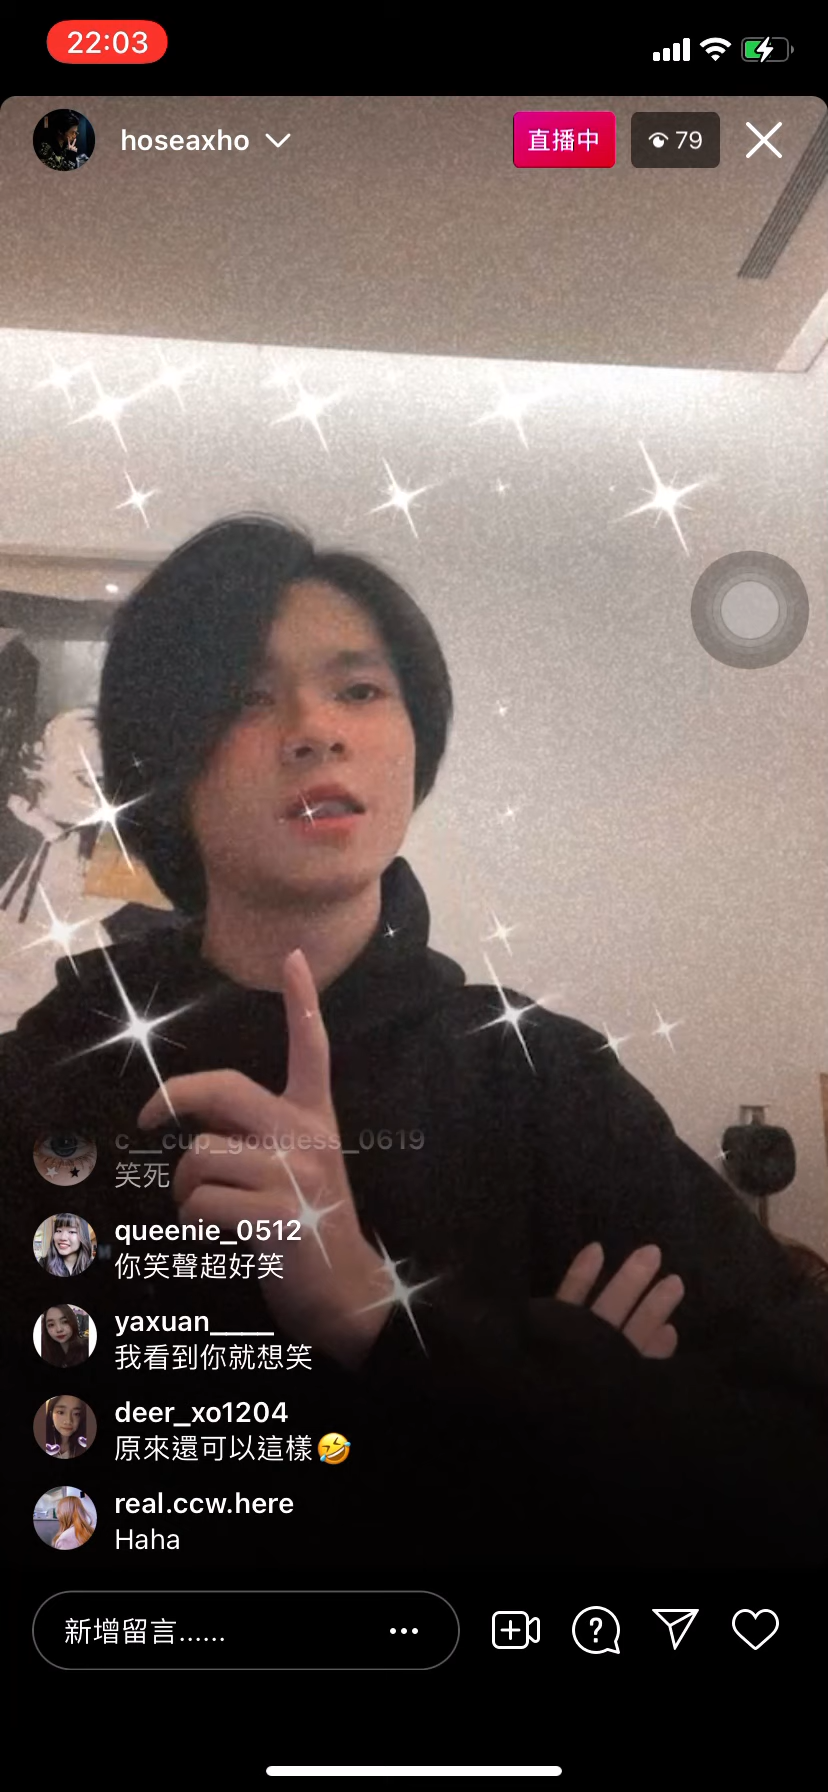 22:03
hoseaxho
直播中
79
c__cup_goddess_0619
笑死
queenie_0512
你笑聲超好笑
yaxuan____
我看到你就想笑
deer_xo1204
原來還可以這樣🤣
real.ccw.here
Haha
新增留言......